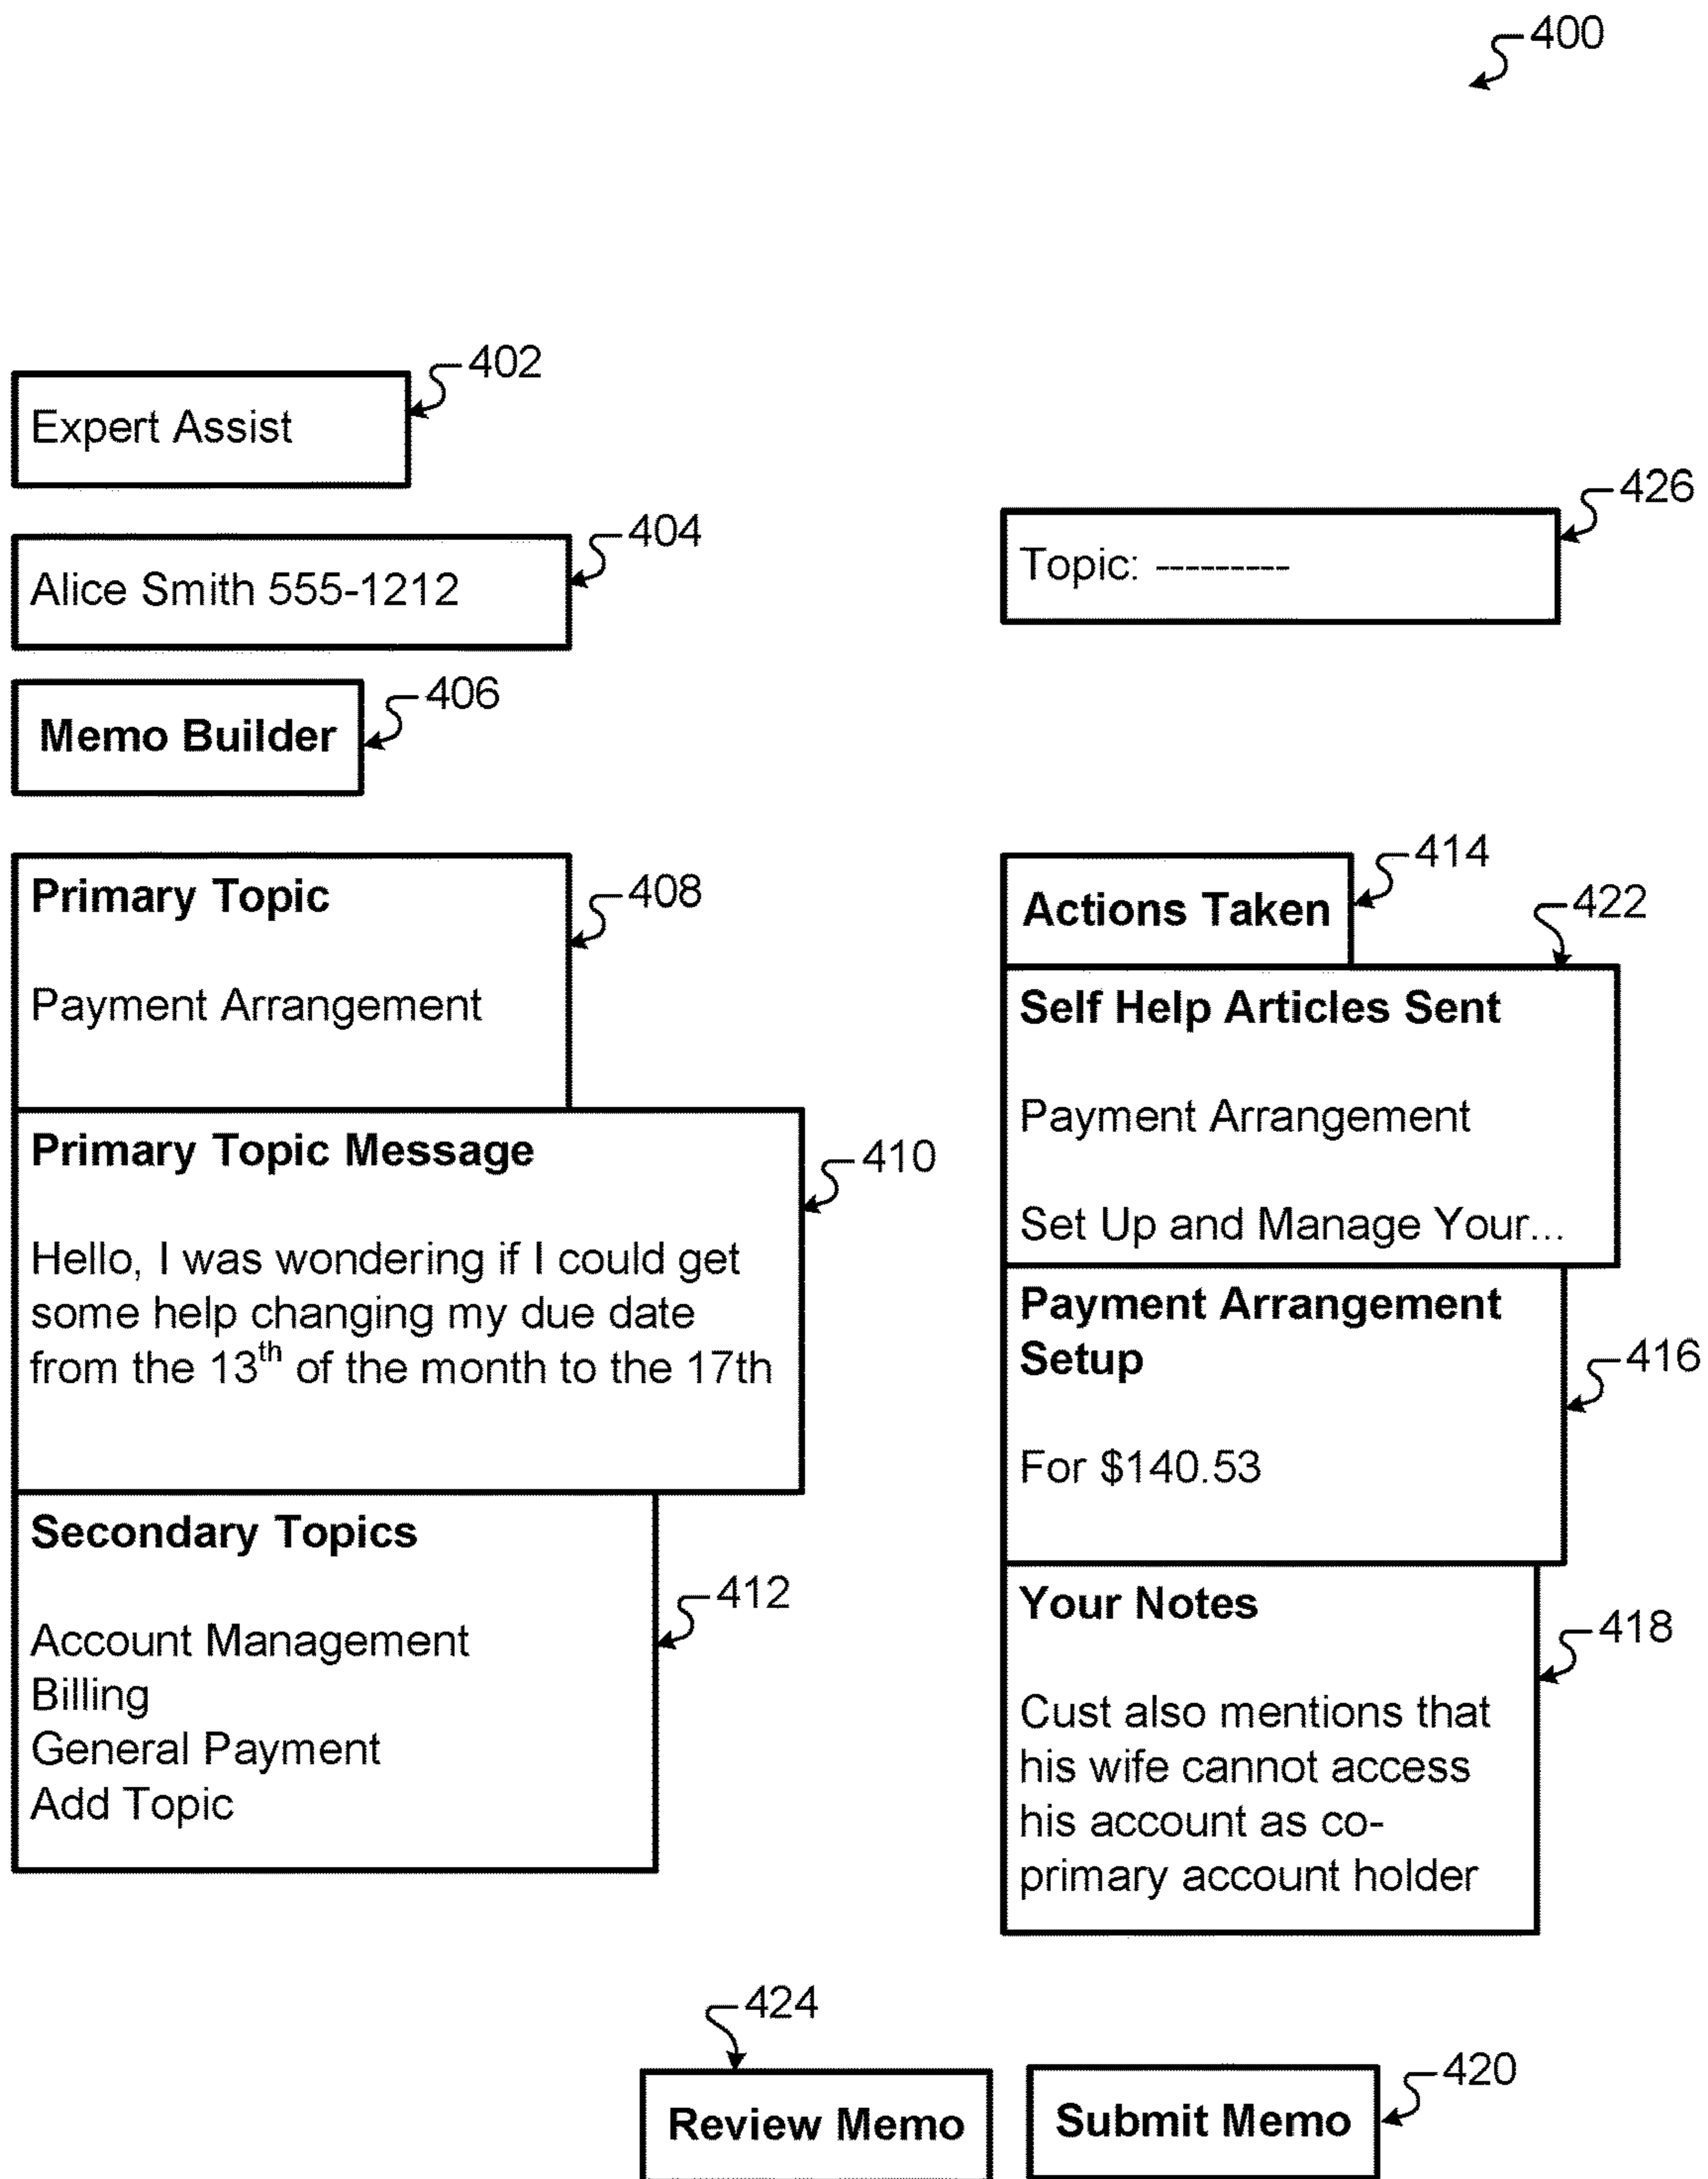 400
402
Expert Assist
426
Topic: ---------
404
Alice Smith 555-1212
406
Memo Builder
408
Primary Topic
Payment Arrangement
410
Primary Topic Message
Hello, I was wondering if I could get
some help changing my due date
from the 13th of the month to the 17th
412
Secondary Topics
Account Management
Billing
General Payment
Add Topic
414
Actions Taken
422
Self Help Articles Sent
Payment Arrangement
Set Up and Manage Your...
416
Payment Arrangement
Setup
For $140.53
418
Your Notes
Cust also mentions that
his wife cannot access
his account as co-
primary account holder
424
Review Memo
420
Submit Memo